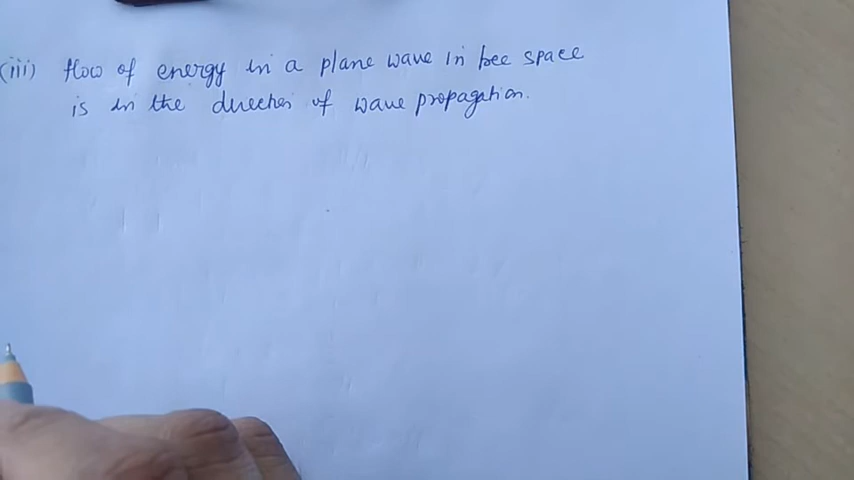 (iii) flow of energy in a plane wave in free space
is in the direction of wave propagation.